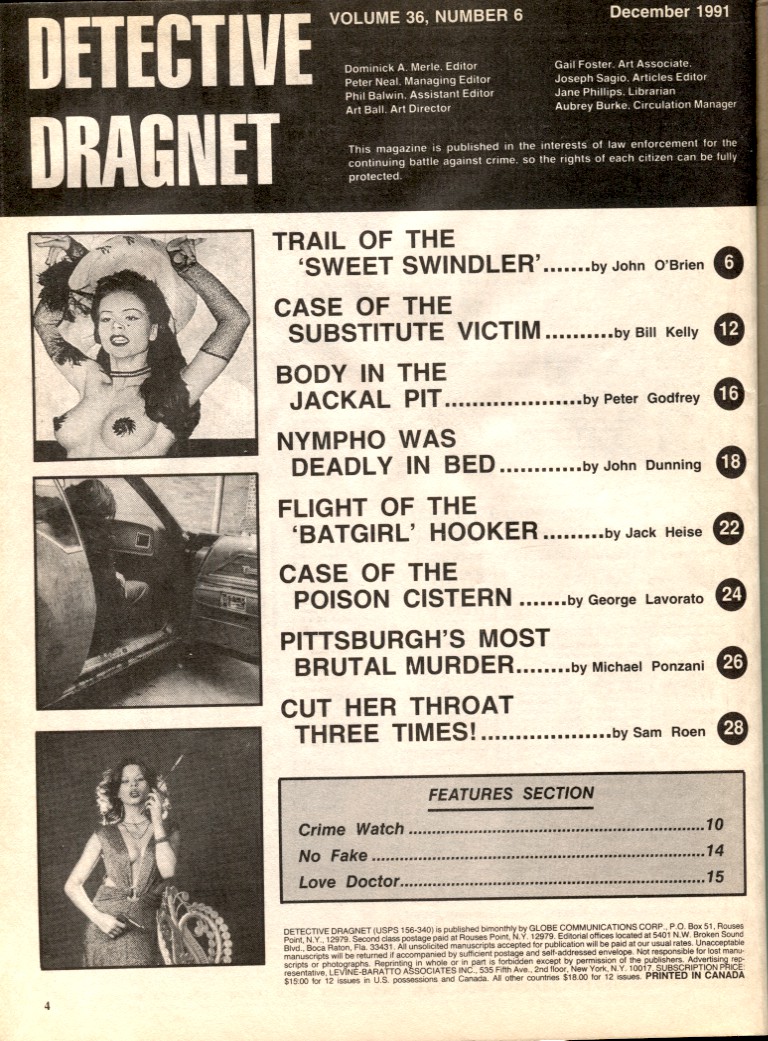 DETECTIVE
DRAGNET
VOLUME 36, NUMBER 6
December 1991
Dominick A. Merle, Editor
Peter Neal, Managing Editor
Phil Balwin, Assistant Editor
Art Ball, Art Director
Gail Foster, Art Associate.
Joseph Sagio, Articles Editor
Jane Phillips, Librarian
Aubrey Burke, Circulation Manager
This magazine is published in the interests of law enforcement for the
continuing battle against crime, so the rights of each citizen can be fully
protected.
TRAIL OF THE
'SWEET SWINDLER'.......by John O'Brien 6
CASE OF THE
SUBSTITUTE VICTIM..........by Bill Kelly 12
BODY IN THE
JACKAL PIT....................by Peter Godfrey 16
NYMPHO WAS
DEADLY IN BED............by John Dunning 18
FLIGHT OF THE
'BATGIRL' HOOKER.........by Jack Heise 22
CASE OF THE
POISON CISTERN.......by George Lavorato 24
PITTSBURGH'S MOST
BRUTAL MURDER........by Michael Ponzani 26
CUT HER THROAT
THREE TIMES!...................by Sam Roen 28
FEATURES SECTION
Crime Watch ....................10
No Fake ....................14
Love Doctor....................15
DETECTIVE DRAGNET (USPS 156-340) is published bimonthly by GLOBE COMMUNICATIONS CORP., P.O. Box 51, Rouses
Point, N.Y., 12979. Second class postage paid at Rouses Point, N.Y. 12979. Editorial offices located at 5401 N.W. Broken Sound
Blvd., Boca Raton, Fla. 33431. All unsolicited manuscripts accepted for publication will be paid at our usual rates. Unacceptable
manuscripts will be returned if accompanied by sufficient postage and self-addressed envelope. Not responsible for lost manu-
scripts or photographs. Reprinting in whole or in part is forbidden except by permission of the publishers. Advertising rep-
resentative, LEVINE-BARATTO ASSOCIATES INC., 535 Fifth Ave., 2nd floor, New York, N.Y. 10017. SUBSCRIPTION PRICE:
$15:00 for 12 issues in U.S. possessions and Canada. All other countries $18.00 for 12 issues. PRINTED IN CANADA
4